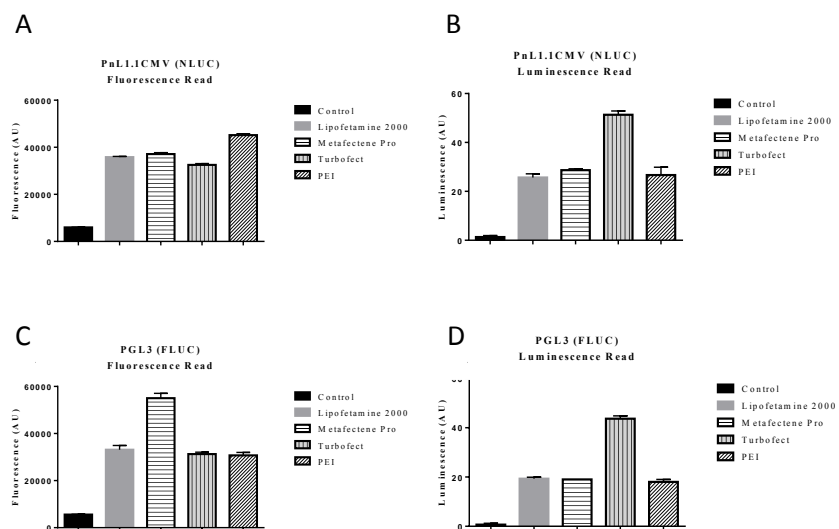 A
PnL1.1CMV (NLUC)
Fluorescence Read
Fluorescence (AU)
60000
40000
20000
0
Control
Lipofetamine 2000
Metafectene Pro
Turbofect
PEI
B
PnL1.1CMV (NLUC)
Luminescence Read
Luminescence (AU)
60
40
20
0
Control
Lipofetamine 2000
Metafectene Pro
Turbofect
PEI
C
PGL3 (FLUC)
Fluorescence Read
Fluorescence (AU)
60000
40000
20000
0
Control
Lipofetamine 2000
Metafectene Pro
Turbofect
PEI
D
PGL3 (FLUC)
Luminescence Read
Luminescence (AU)
60
40
20
0
Control
Lipofetamine 2000
Metafectene Pro
Turbofect
PEI